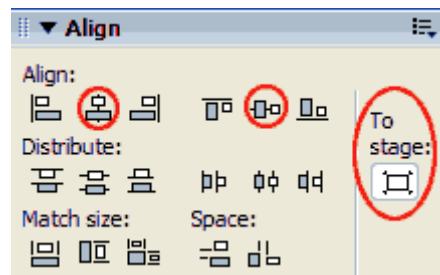 Align
Align:
To
stage:
Distribute:
Match size:
Space: